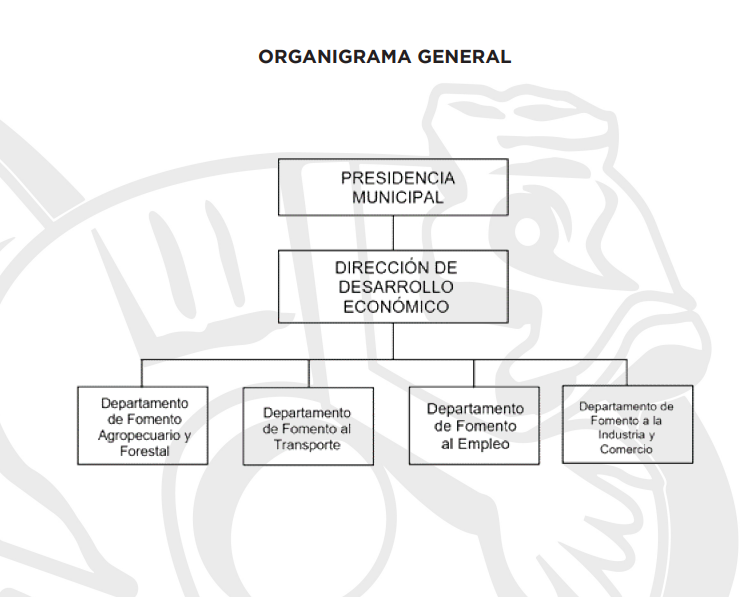 ORGANIGRAMA GENERAL
PRESIDENCIA
MUNICIPAL
DIRECCIÓN DE
DESARROLLO
ECONÓMICO
Departamento
de Fomento
Agropecuario y
Forestal
Departamento
de Fomento al
Transporte
Departamento
de Fomento
al Empleo
Departamento de
Fomento a la
Industria y
Comercio